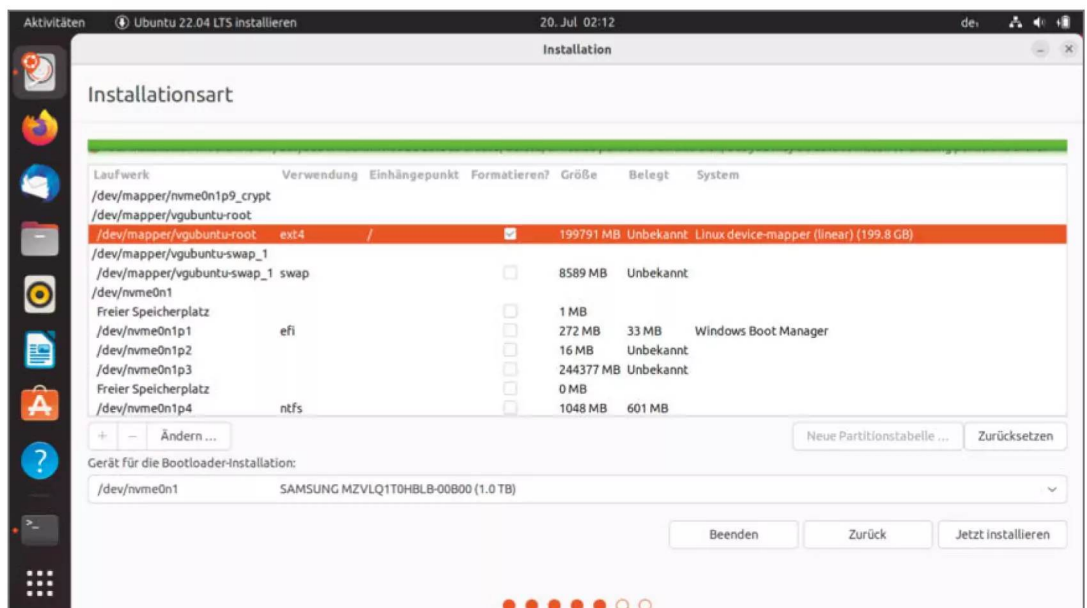 Aktivitäten Ubuntu 22.04 LTS installieren 20. Jul 02:12 de₁
Installation
Installationsart
Laufwerk Verwendung Einhängepunkt Formatieren? Größe Belegt System
/dev/mapper/nvme0n1p9_crypt
/dev/mapper/vgubuntu-root
/dev/mapper/vgubuntu-root ext4 / 199791 MB Unbekannt Linux device-mapper (linear) (199.8 GB)
/dev/mapper/vgubuntu-swap_1
/dev/mapper/vgubuntu-swap_1 swap 8589 MB Unbekannt
/dev/nvme0n1
Freier Speicherplatz 1 MB
/dev/nvme0n1p1 efi 272 MB 33 MB Windows Boot Manager
/dev/nvme0n1p2 16 MB Unbekannt
/dev/nvme0n1p3 244377 MB Unbekannt
Freier Speicherplatz 0 MB
/dev/nvme0n1p4 ntfs 1048 MB 601 MB
+ − Ändern ... Neue Partitionstabelle ... Zurücksetzen
Gerät für die Bootloader-Installation:
/dev/nvme0n1 SAMSUNG MZVLQ1T0HBLB-00B00 (1.0 TB)
Beenden Zurück Jetzt installieren